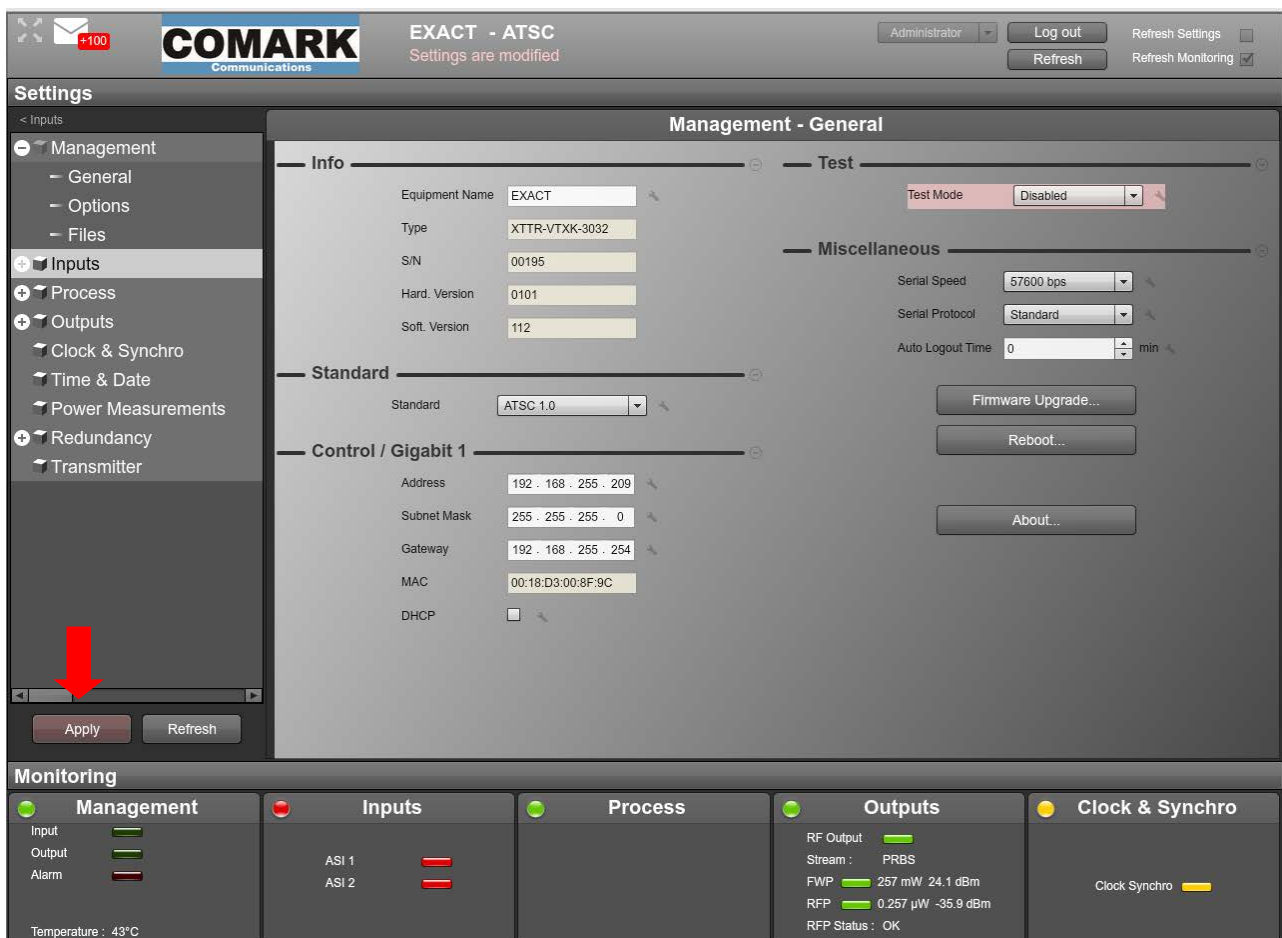 +100
COMARK
Communications
EXACT - ATSC
Settings are modified
Administrator
Log out
Refresh
Refresh Settings
Refresh Monitoring
Settings
< Inputs
Management
General
Options
Files
Inputs
Process
Outputs
Clock & Synchro
Time & Date
Power Measurements
Redundancy
Transmitter
Apply
Refresh
Management - General
Info
Equipment Name EXACT
Type XTTR-VTXK-3032
S/N 00195
Hard. Version 0101
Soft. Version 112
Standard
Standard ATSC 1.0
Control / Gigabit 1
Address 192 . 168 . 255 . 209
Subnet Mask 255 . 255 . 255 . 0
Gateway 192 . 168 . 255 . 254
MAC 00:18:D3:00:8F:9C
DHCP
Test
Test Mode Disabled
Miscellaneous
Serial Speed 57600 bps
Serial Protocol Standard
Auto Logout Time 0 min
Firmware Upgrade...
Reboot...
About...
Monitoring
Management
Input
Output
Alarm
Temperature : 43°C
Inputs
ASI 1
ASI 2
Process
Outputs
RF Output
Stream : PRBS
FWP 257 mW 24.1 dBm
RFP 0.257 µW -35.9 dBm
RFP Status : OK
Clock & Synchro
Clock Synchro